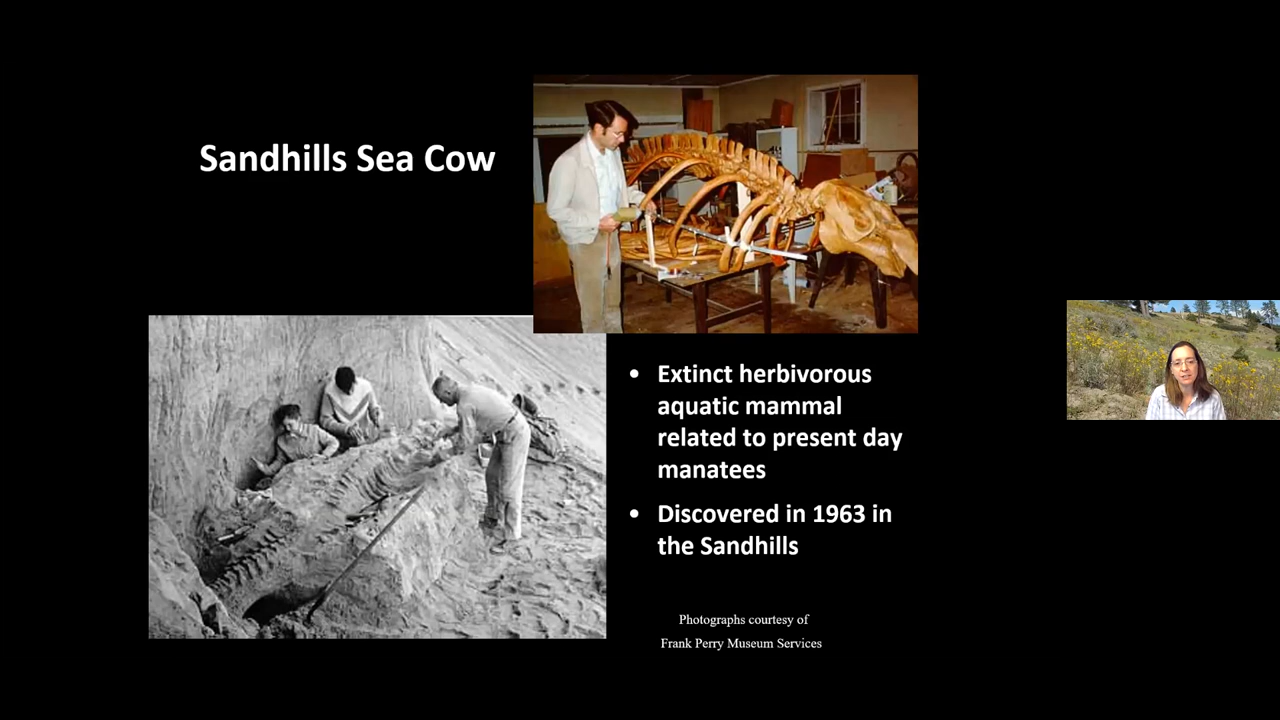 Sandhills Sea Cow
• Extinct herbivorous
aquatic mammal
related to present day
manatees
• Discovered in 1963 in
the Sandhills
Photographs courtesy of
Frank Perry Museum Services